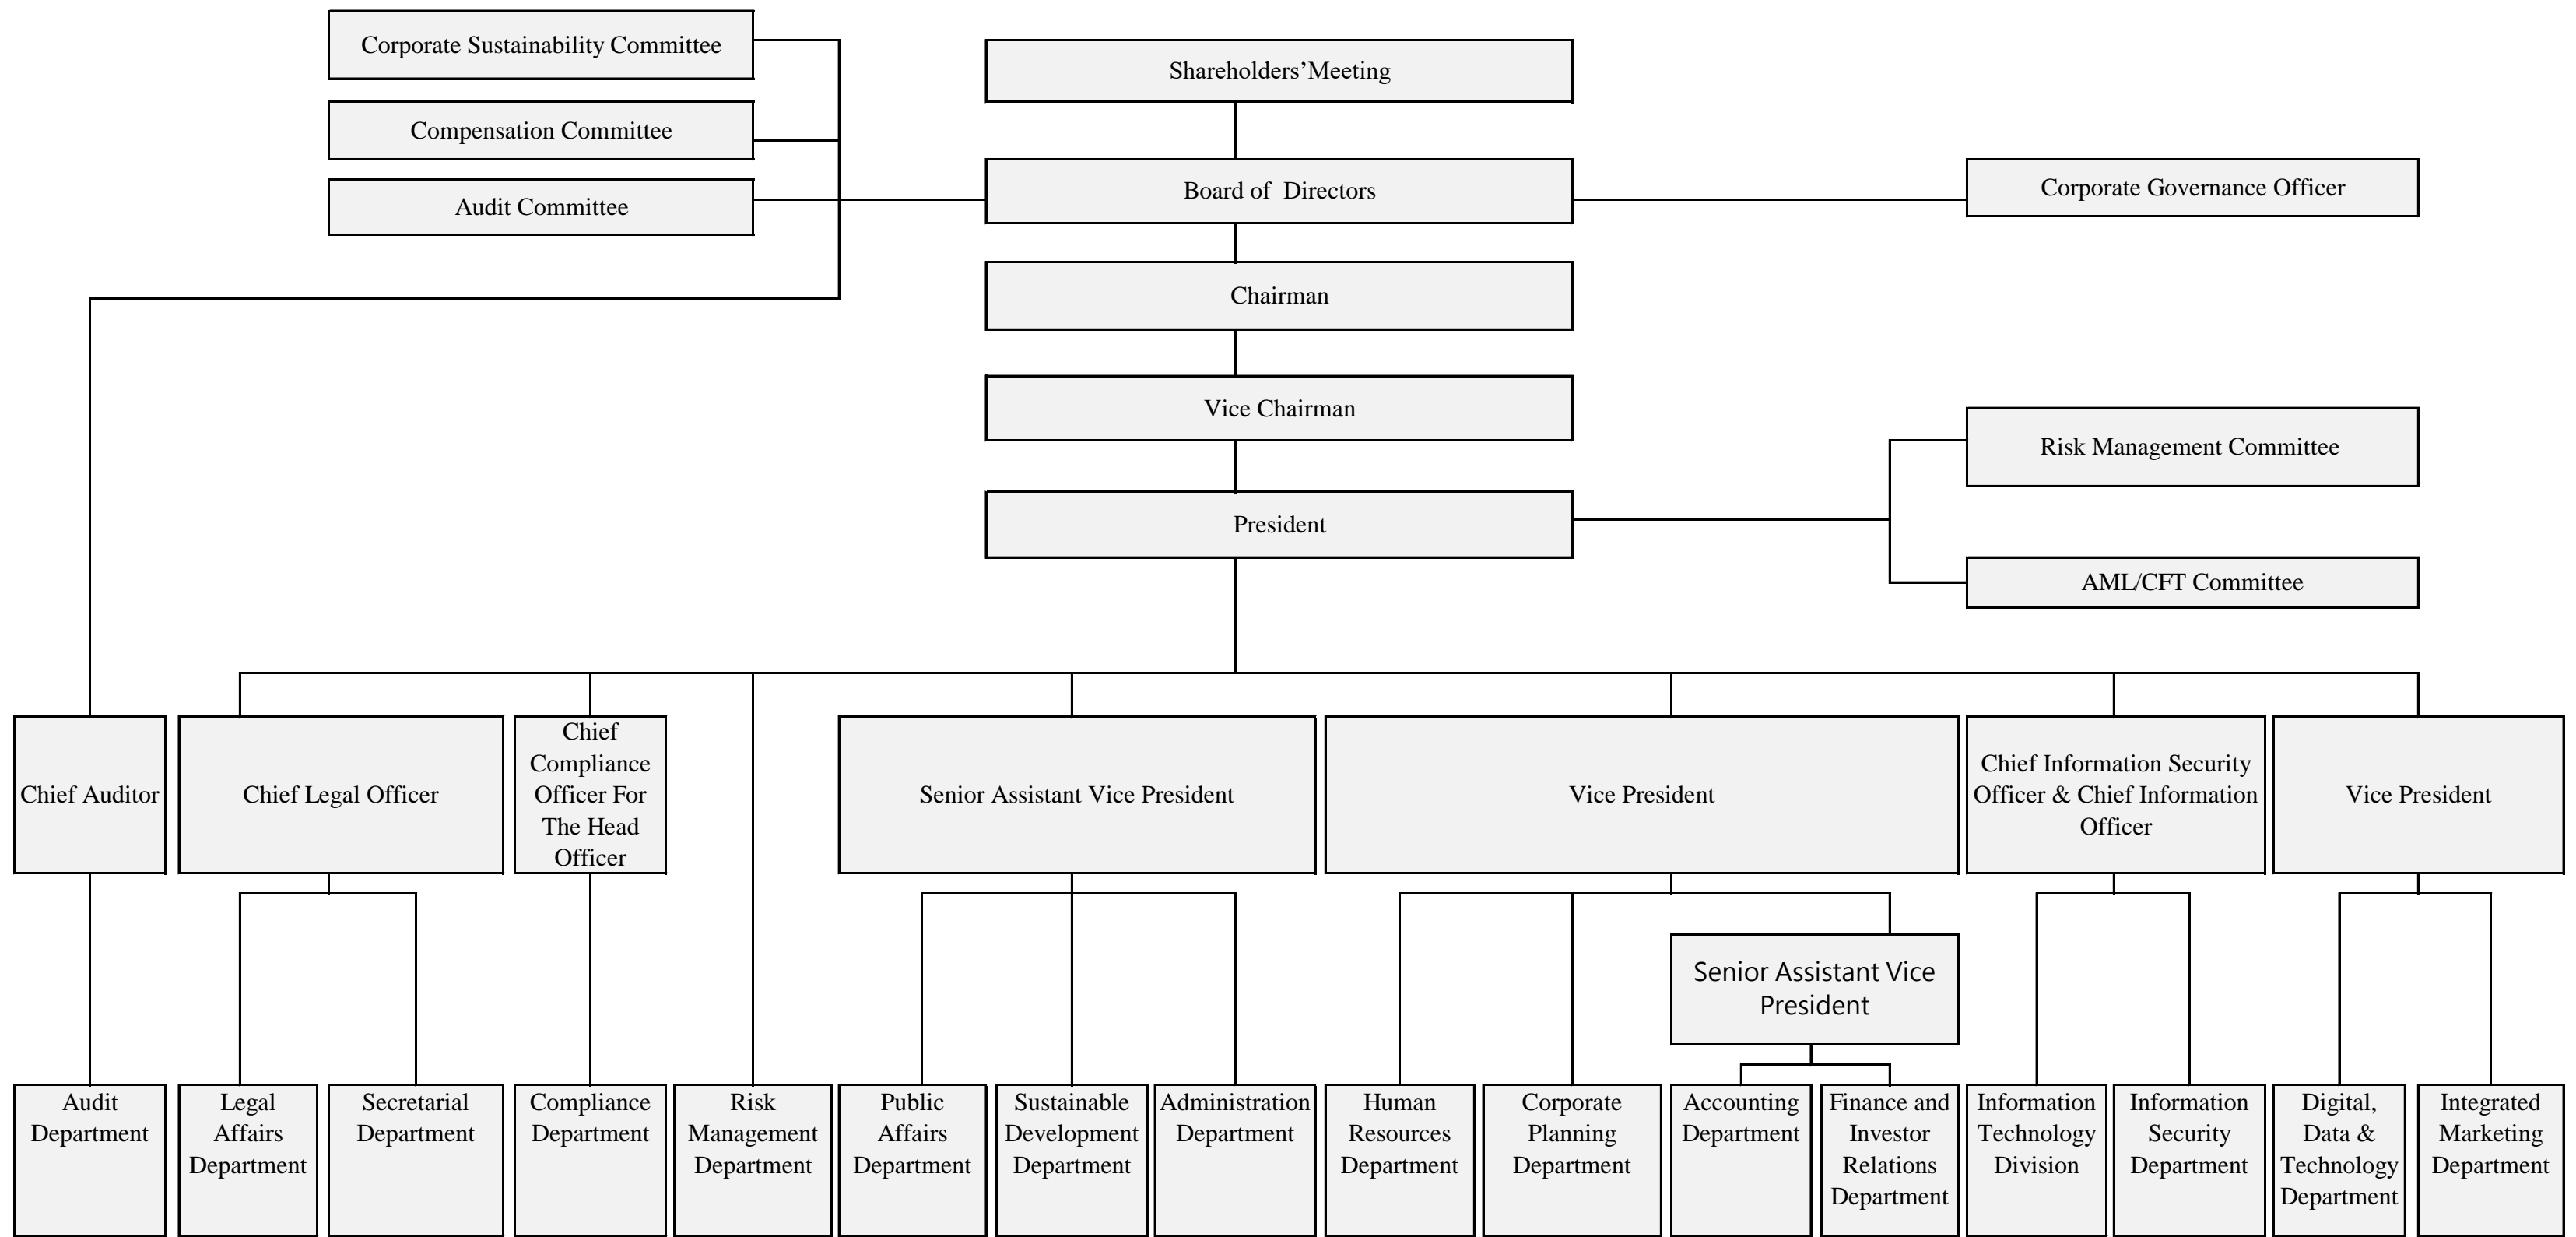 Corporate Sustainability Committee
Shareholders’Meeting
Compensation Committee
Board of  Directors
Corporate Governance Officer
Audit Committee
Chairman
Vice Chairman
Risk Management Committee
President
AML/CFT Committee
Chief Auditor
Chief Legal Officer
Chief
Compliance
Officer For
The Head
Officer
Senior Assistant Vice President
Vice President
Chief Information Security
Officer & Chief Information
Officer
Vice President
Senior Assistant Vice
President
Audit
Department
Legal
Affairs
Department
Secretarial
Department
Compliance
Department
Risk
Management
Department
Public
Affairs
Department
Sustainable
Development
Department
Administration
Department
Human
Resources
Department
Corporate
Planning
Department
Accounting
Department
Finance and
Investor
Relations
Department
Information
Technology
Division
Information
Security
Department
Digital,
Data &
Technology
Department
Integrated
Marketing
Department